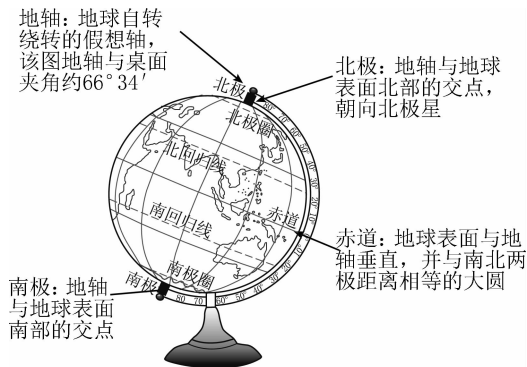 地轴：地球自转
绕转的假想轴，
该图地轴与桌面
夹角约66°34′
北极：地轴与地球
表面北部的交点，
朝向北极星
北极
北极圈
北回归线
赤道
南回归线
赤道：地球表面与地
轴垂直，并与南北两
极距离相等的大圆
南极圈
南极
南极：地轴
与地球表面
南部的交点
80 70 60°